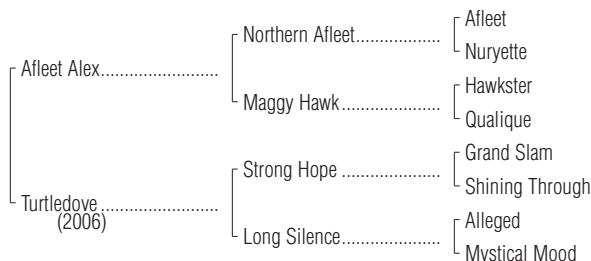 Afleet
Northern Afleet....................
Nuryette
Afleet Alex............................
Hawkster
Maggy Hawk.......................
Qualique
Grand Slam
Strong Hope.......................
Shining Through
Turtledove............................
(2006)
Alleged
Long Silence.......................
Mystical Mood